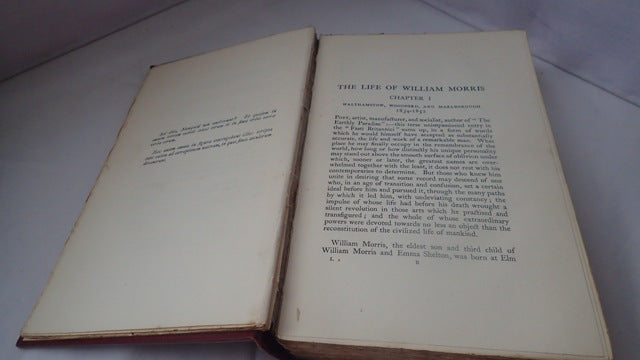 THE LIFE OF WILLIAM MORRIS
CHAPTER I
WALTHAMSTOW, WOODFORD, AND MARLBOROUGH
1834-1852
Poet, artist, manufacturer, and socialist, author of "The
Earthly Paradise"—this terse unimpassioned entry in
the "Fasti Britannici" sums up, in a form of words
which he would himself have accepted as substantially
accurate, the life and work of a remarkable man. What
place he may finally occupy in the remembrance of the
world, how long or how distinctly his unique personality
may stand out above the smooth surface of oblivion under
which, sooner or later, the greatest names are over-
whelmed together with the least, it does not rest with his
contemporaries to determine. But those who knew him
unite in desiring that some record may descend of one
who, in an age of transition and confusion, set a certain
ideal before him and pursued it, through the many paths
by which it led him, with undeviating constancy; the
impulse of whose life had before his death wrought a
silent revolution in those arts which he practised and
transfigured; and the whole of whose extraordinary
powers were devoted towards no less an object than the
reconstitution of the civilized life of mankind.
William Morris, the eldest son and third child of
William Morris and Emma Shelton, was born at Elm
I. B